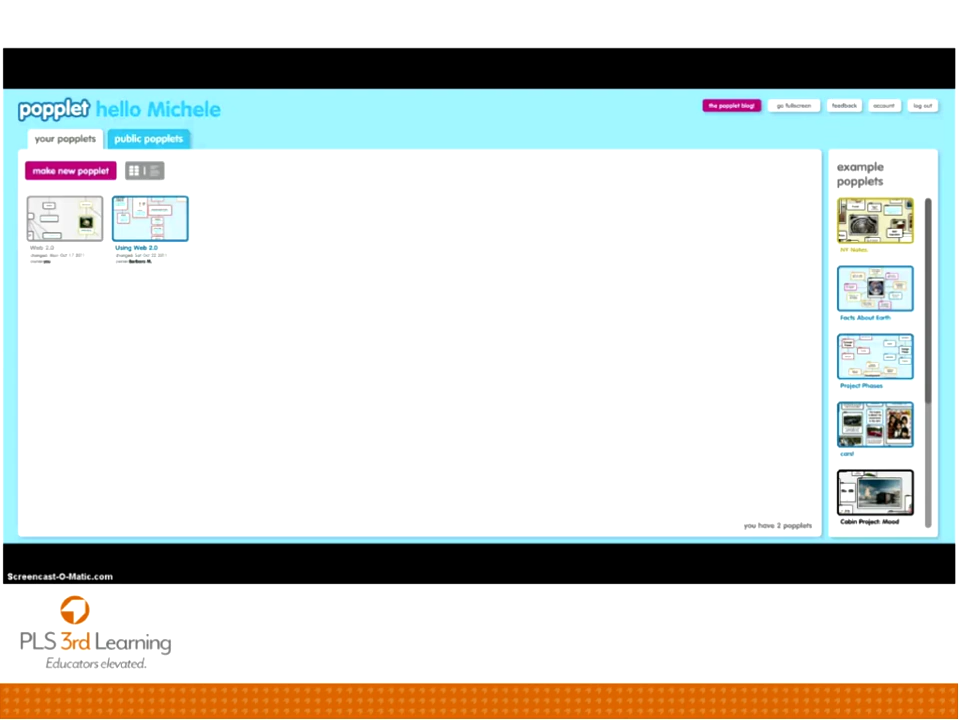 popplet hello Michele
the popplet blog!
go fullscreen
feedback
account
log out
your popplets
public popplets
make new popplet
Web 2.0
Using Web 2.0
owner: Barbara M.
example
popplets
Facts About Earth
Project Phases
card
Cabin Project: Mood
you have 2 popplets
Screencast-O-Matic.com
PLS 3rd Learning
Educators elevated.